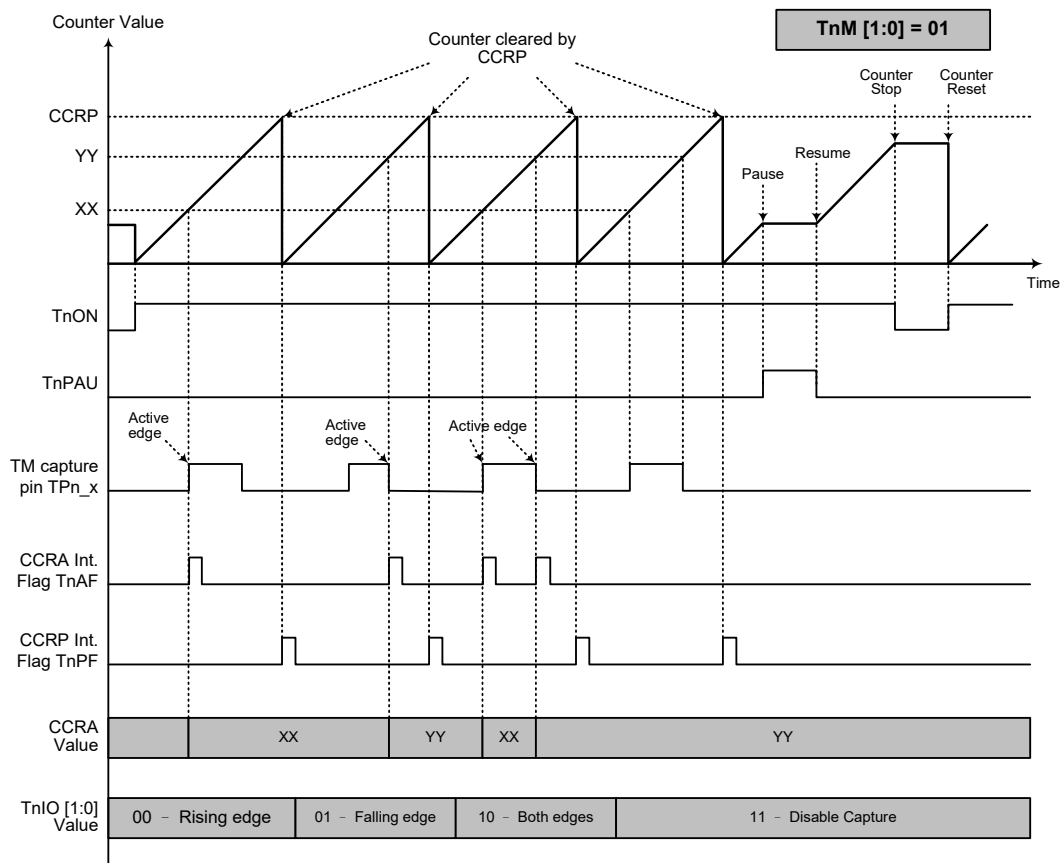 Counter Value
TnM [1:0] = 01
Counter cleared by
CCRP
Counter
Stop
Counter
Reset
CCRP
YY
XX
Pause
Resume
Time
TnON
TnPAU
Active
edge
Active
edge
Active edge
TM capture
pin TPn_x
CCRA Int.
Flag TnAF
CCRP Int.
Flag TnPF
CCRA
Value
XX
YY
XX
YY
TnIO [1:0]
Value
00 – Rising edge
01 – Falling edge
10 – Both edges
11 – Disable Capture